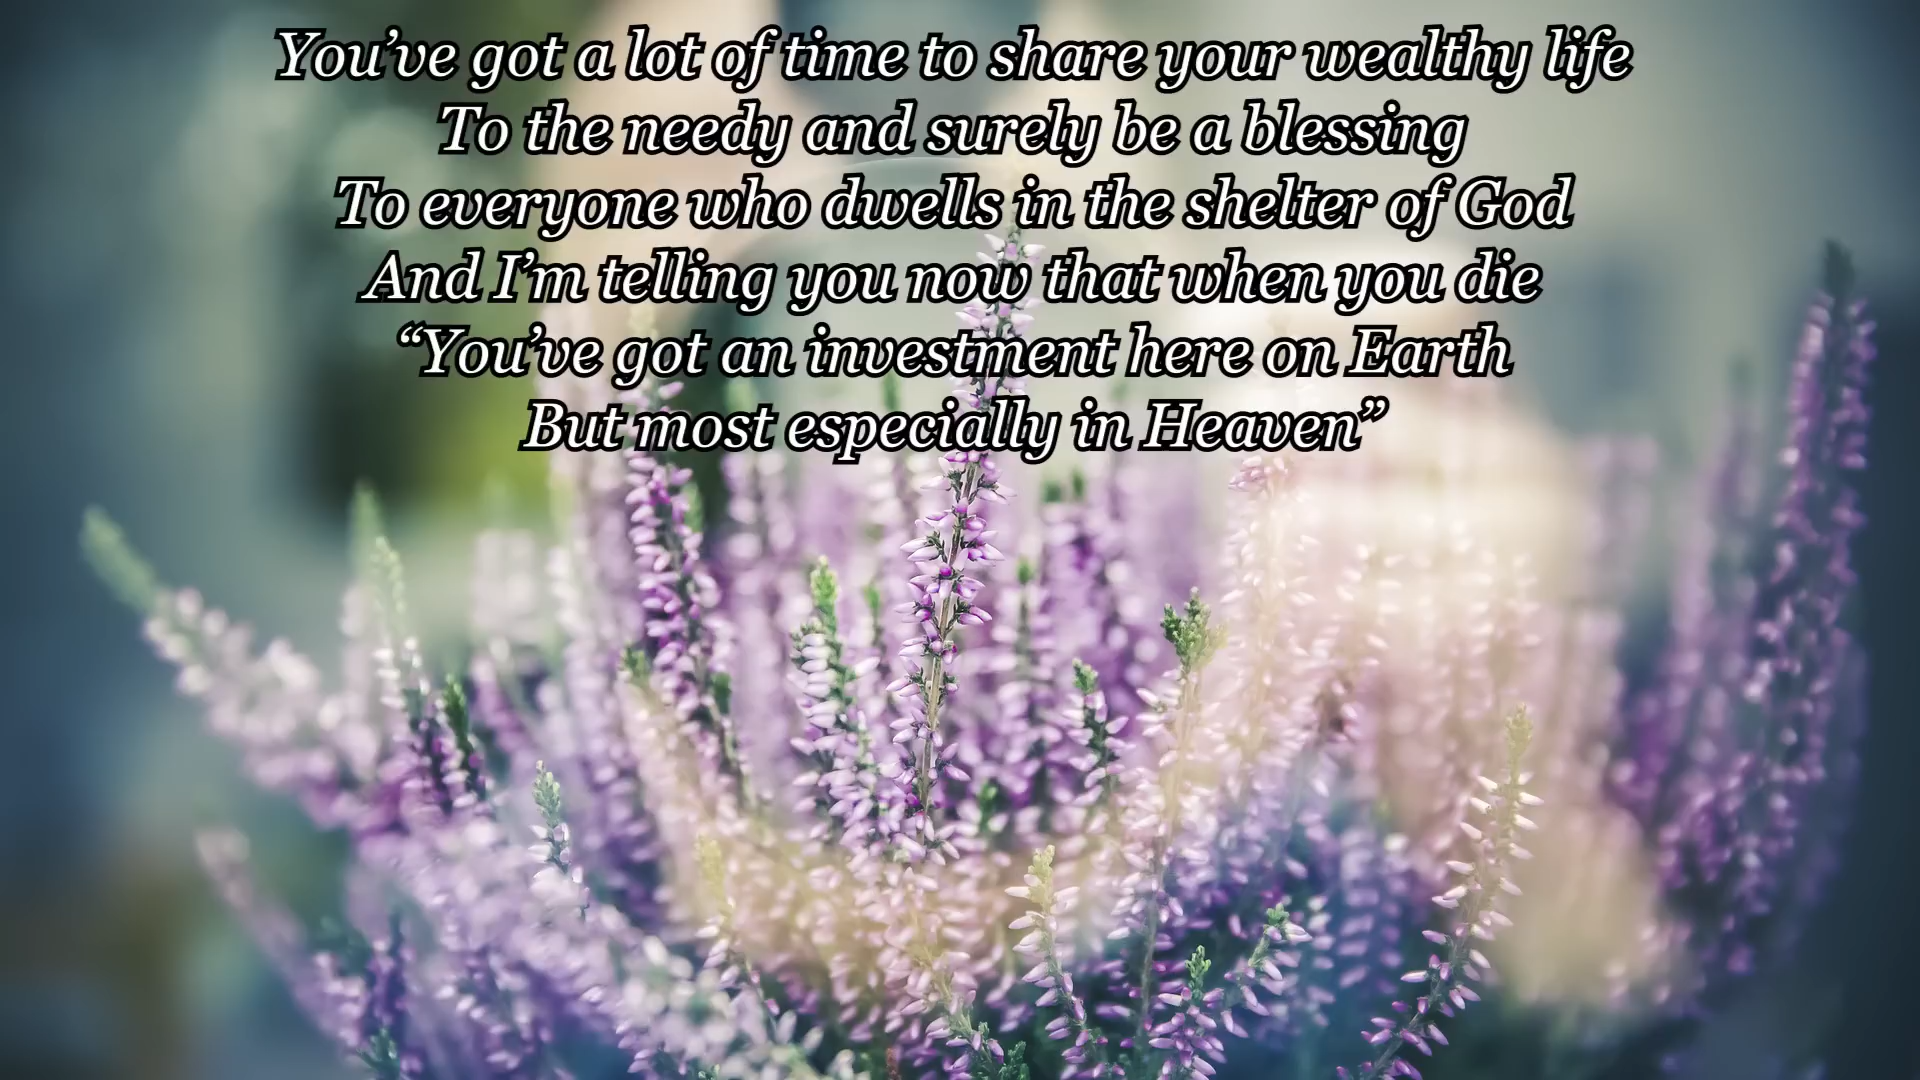 You’ve got a lot of time to share your wealthy life
To the needy and surely be a blessing
To everyone who dwells in the shelter of God
And I’m telling you now that when you die
“You’ve got an investment here on Earth
But most especially in Heaven”